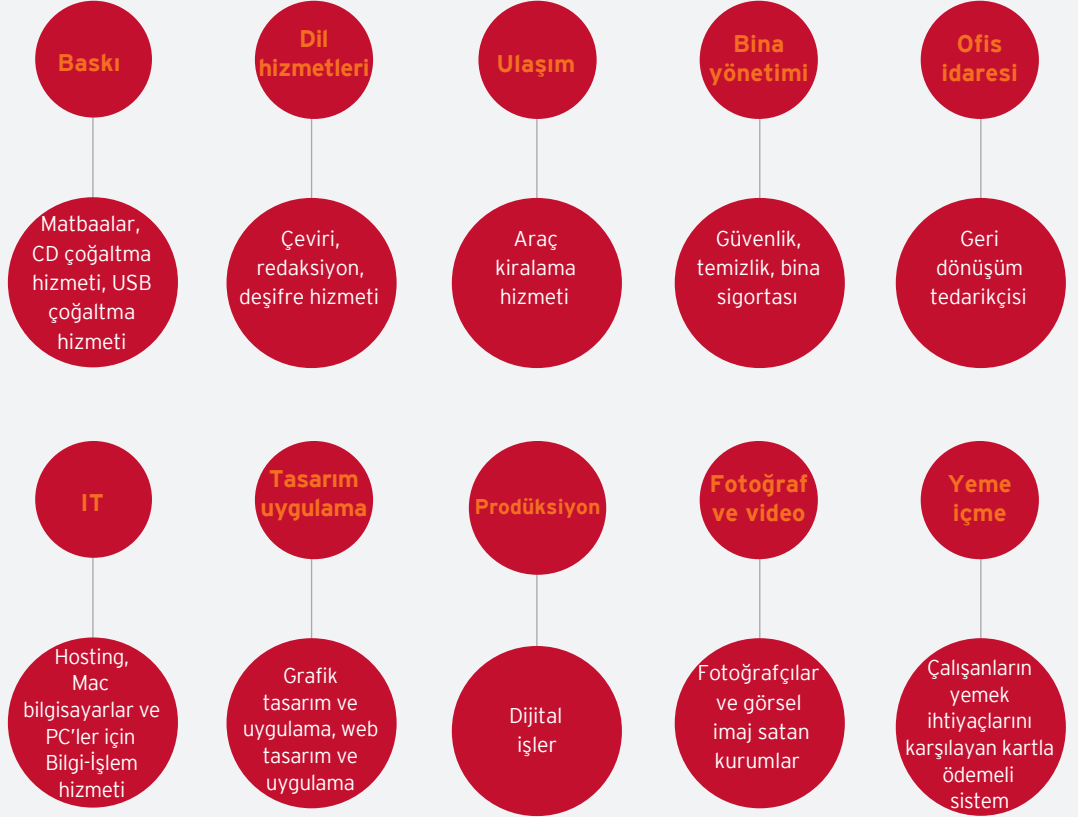 Baskı
Dil
hizmetleri
Ulaşım
Bina
yönetimi
Ofis
idaresi
Matbaalar,
CD çoğaltma
hizmeti, USB
çoğaltma
hizmeti
Çeviri,
redaksiyon,
deşifre hizmeti
Araç
kiralama
hizmeti
Güvenlik,
temizlik, bina
sigortası
Geri
dönüşüm
tedarikçisi
IT
Tasarım
uygulama
Prodüksiyon
Fotoğraf
ve video
Yeme
içme
Hosting,
Mac
bilgisayarlar ve
PC'ler için
Bilgi-İşlem
hizmeti
Grafik
tasarım ve
uygulama, web
tasarım ve
uygulama
Dijital
işler
Fotoğrafçılar
ve görsel
imaj satan
kurumlar
Çalışanların
yemek
ihtiyaçlarını
karşılayan kartla
ödemeli
sistem